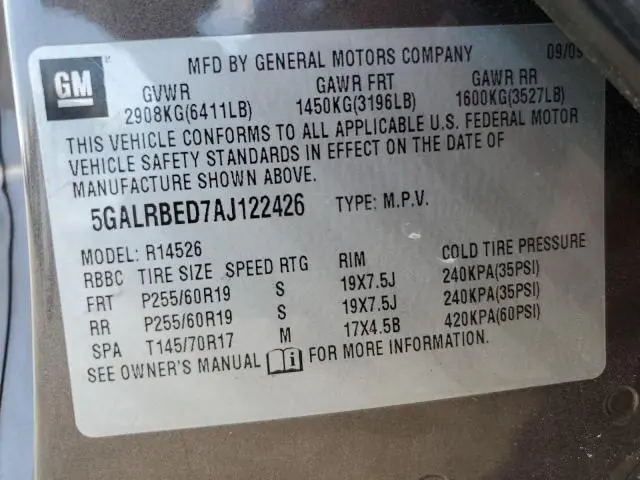 GM
MFD BY GENERAL MOTORS COMPANY 09/09
GVWR GAWR FRT GAWR RR
2908KG(6411LB) 1450KG(3196LB) 1600KG(3527LB)
THIS VEHICLE CONFORMS TO ALL APPLICABLE U.S. FEDERAL MOTOR
VEHICLE SAFETY STANDARDS IN EFFECT ON THE DATE OF
MANUFACTURE SHOWN ABOVE.
5GALRBED7AJ122426 TYPE: M.P.V.
MODEL: R14526
RBBC TIRE SIZE SPEED RTG RIM COLD TIRE PRESSURE
FRT P255/60R19 S 19X7.5J 240KPA(35PSI)
RR P255/60R19 S 19X7.5J 240KPA(35PSI)
SPA T145/70R17 M 17X4.5B 420KPA(60PSI)
SEE OWNER'S MANUAL FOR MORE INFORMATION.